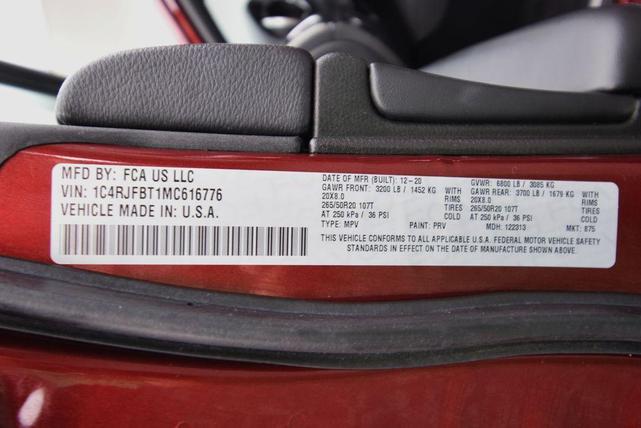 MFD BY: FCA US LLC
VIN: 1C4RJFBT1MC616776
VEHICLE MADE IN: U.S.A.
DATE OF MFR (BUILT): 12-20 GVWR: 6800 LB / 3085 KG
GAWR FRONT: 3200 LB / 1452 KG WITH GAWR REAR: 3700 LB / 1679 KG WITH
20X8.0 RIMS 20X8.0 RIMS
265/50R20 107T TIRES 265/50R20 107T TIRES
AT 250 kPa / 36 PSI COLD AT 250 kPa / 36 PSI COLD
TYPE: MPV PAINT: PRV MDH: 122313 MKT: 875
THIS VEHICLE CONFORMS TO ALL APPLICABLE U.S.A. FEDERAL MOTOR VEHICLE SAFETY
STANDARDS IN EFFECT ON THE DATE OF MANUFACTURE SHOWN ABOVE.